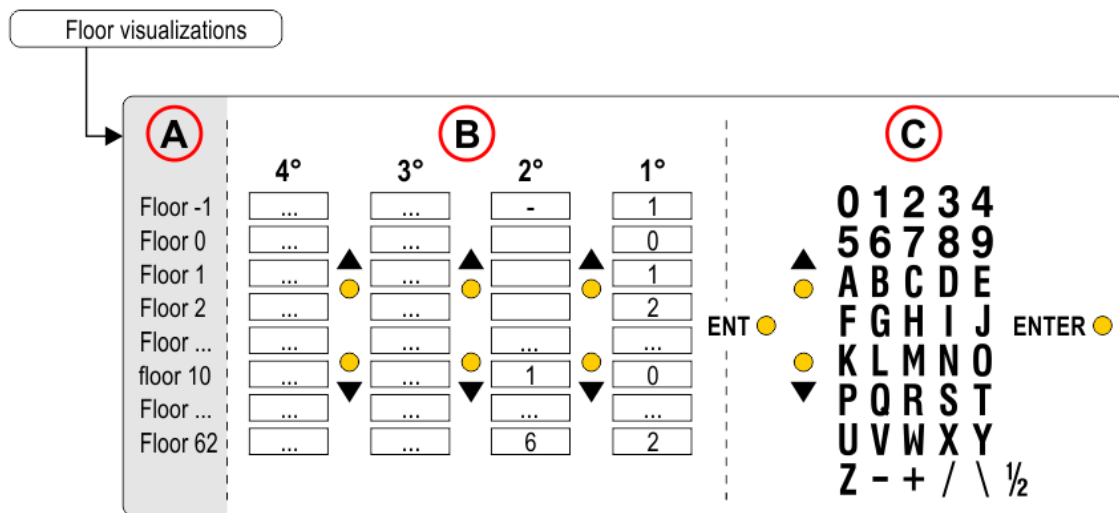 Floor visualizations
A B C
4° 3° 2° 1°
Floor -1 ... ... - 1
Floor 0 ... ... 0
Floor 1 ... ... 1
Floor 2 ... ... 2
Floor ... ... ... ... ...
floor 10 ... ... 1 0
Floor ... ... ... ... ...
Floor 62 ... ... 6 2
ENT
0 1 2 3 4
5 6 7 8 9
A B C D E
F G H I J
K L M N O
P Q R S T
U V W X Y
Z - + / \ ½
ENTER